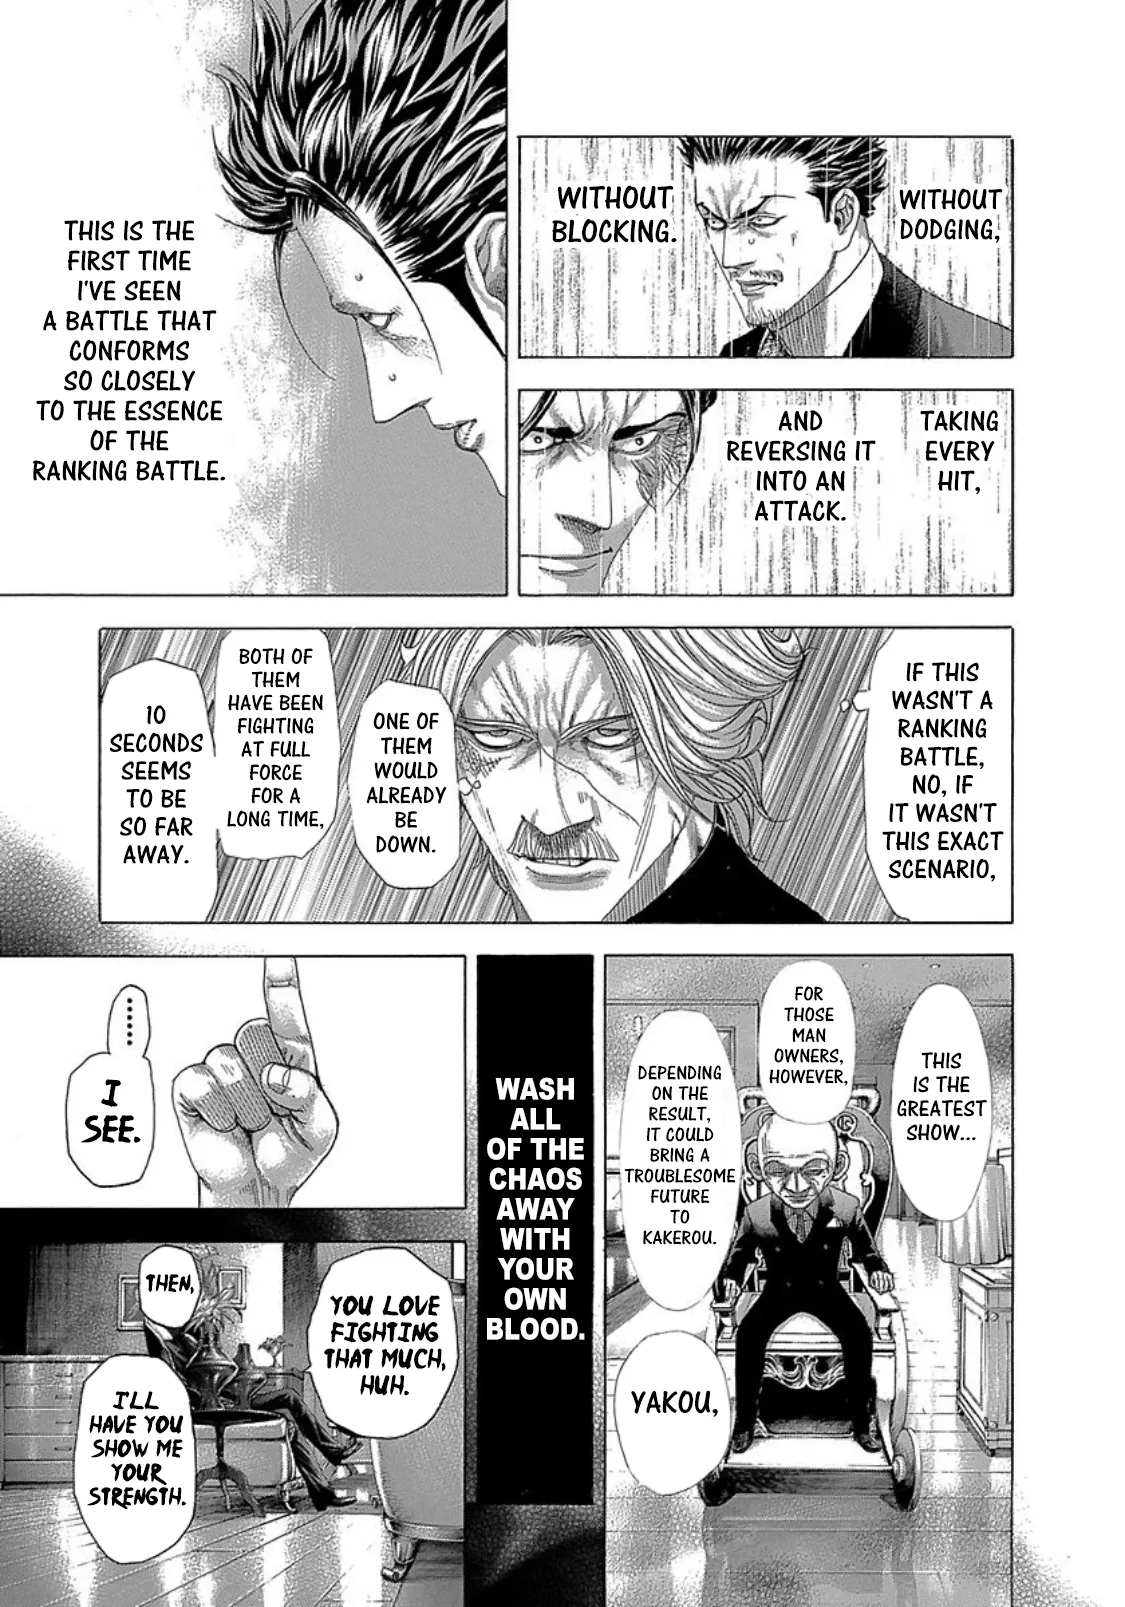 WITHOUT
DODGING,
WITHOUT
BLOCKING.
TAKING
EVERY
HIT,
AND
REVERSING IT
INTO AN
ATTACK.
THIS IS THE
FIRST TIME
I'VE SEEN
A BATTLE THAT
CONFORMS
SO CLOSELY
TO THE ESSENCE
OF THE
RANKING BATTLE.
IF THIS
WASN'T A
RANKING
BATTLE,
NO, IF
IT WASN'T
THIS EXACT
SCENARIO,
ONE OF
THEM
WOULD
ALREADY
BE
DOWN.
BOTH OF
THEM
HAVE BEEN
FIGHTING
AT FULL
FORCE
FOR A
LONG TIME,
10
SECONDS
SEEMS
TO BE
SO FAR
AWAY.
THIS
IS THE
GREATEST
SHOW...
FOR
THOSE
MAN
OWNERS,
HOWEVER,
DEPENDING
ON THE
RESULT,
IT COULD
BRING A
TROUBLESOME
FUTURE
TO
KAKEROU.
YAKOU,
WASH
ALL
OF THE
CHAOS
AWAY
WITH
YOUR
OWN
BLOOD.
.......
I
SEE.
YOU LOVE
FIGHTING
THAT MUCH,
HUH.
THEN,
I'LL
HAVE YOU
SHOW ME
YOUR
STRENGTH.